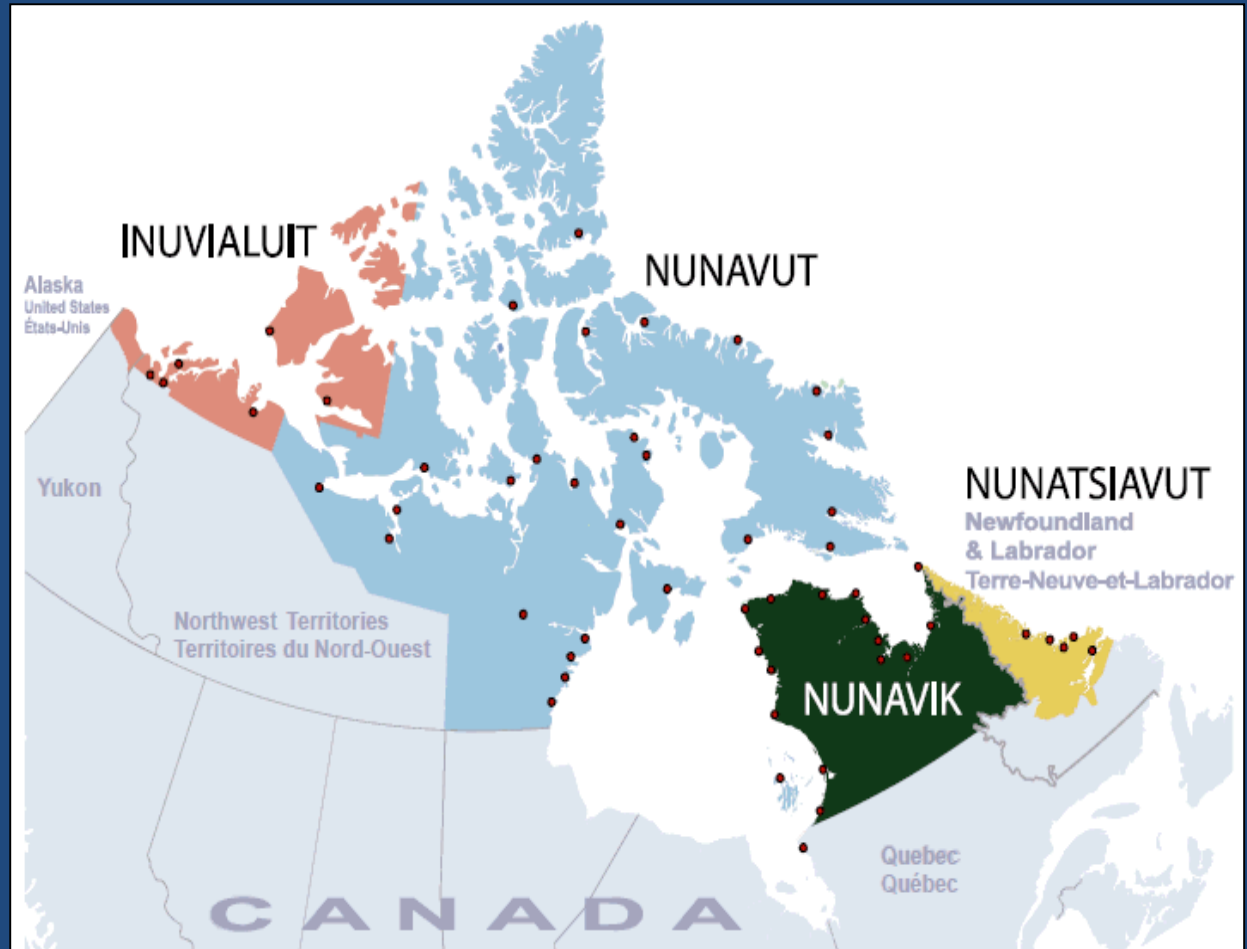 INUVIALUIT
NUNAVUT
Alaska
United States
États-Unis
NUNATSIAVUT
Newfoundland
& Labrador
Terre-Neuve-et-Labrador
Yukon
Northwest Territories
Territoires du Nord-Ouest
NUNAVIK
Quebec
Québec
CANADA